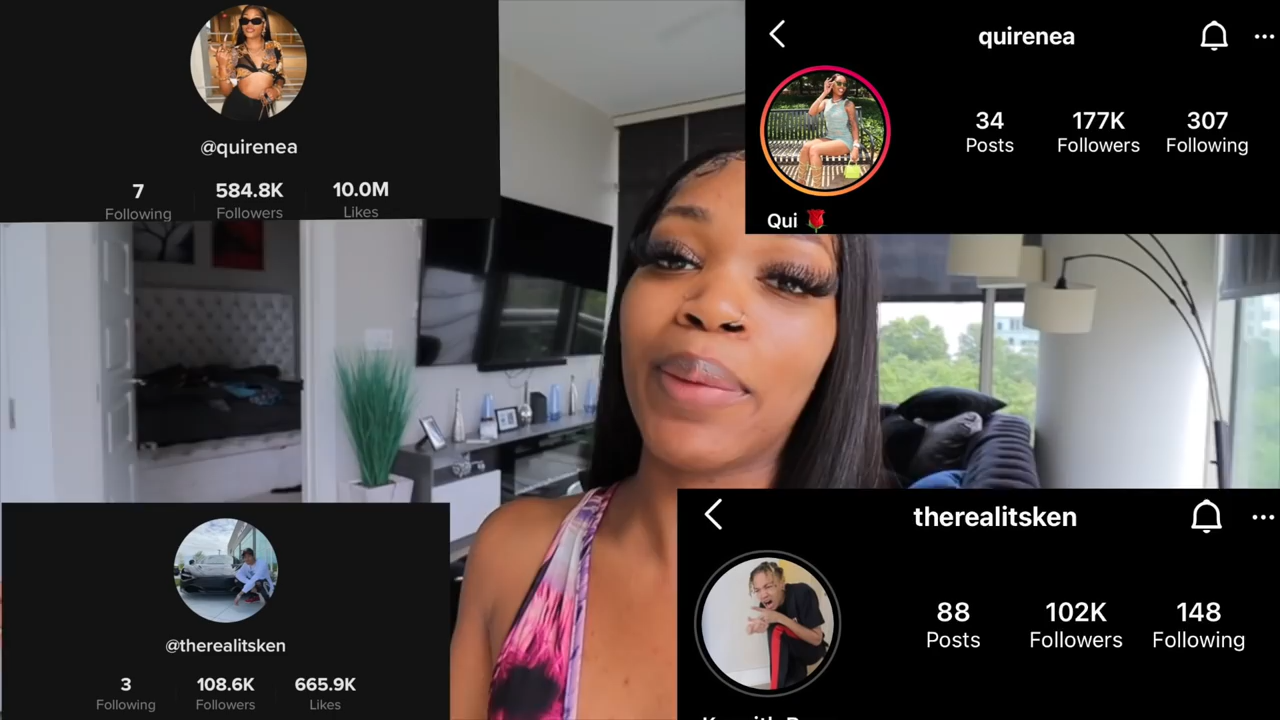 @quirenea
7 584.8K 10.0M
Following Followers Likes
quirenea
34 177K 307
Posts Followers Following
Qui 🌹
@therealitsken
3 108.6K 665.9K
Following Followers Likes
therealitsken
88 102K 148
Posts Followers Following